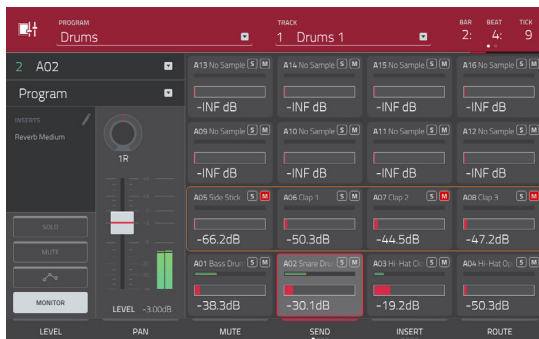 PROGRAM
Drums
TRACK
1 Drums 1
BAR BEAT TICK
2: 4: 9
2 A02
Program
INSERTS
Reverb Medium
1R
SOLO
MUTE
MONITOR
LEVEL -3.00dB
A13 No Sample S M
-INF dB
A14 No Sample S M
-INF dB
A15 No Sample S M
-INF dB
A16 No Sample S M
-INF dB
A09 No Sample S M
-INF dB
A10 No Sample S M
-INF dB
A11 No Sample S M
-INF dB
A12 No Sample S M
-INF dB
A05 Side Stick S M
-66.2dB
A06 Clap 1 S M
-50.3dB
A07 Clap 2 S M
-44.5dB
A08 Clap 3 S M
-47.2dB
A01 Bass Drun S M
-38.3dB
A02 Snare Dru S M
-30.1dB
A03 Hi-Hat Clo S M
-19.2dB
A04 Hi-Hat Op S M
-50.3dB
LEVEL PAN MUTE SEND INSERT ROUTE